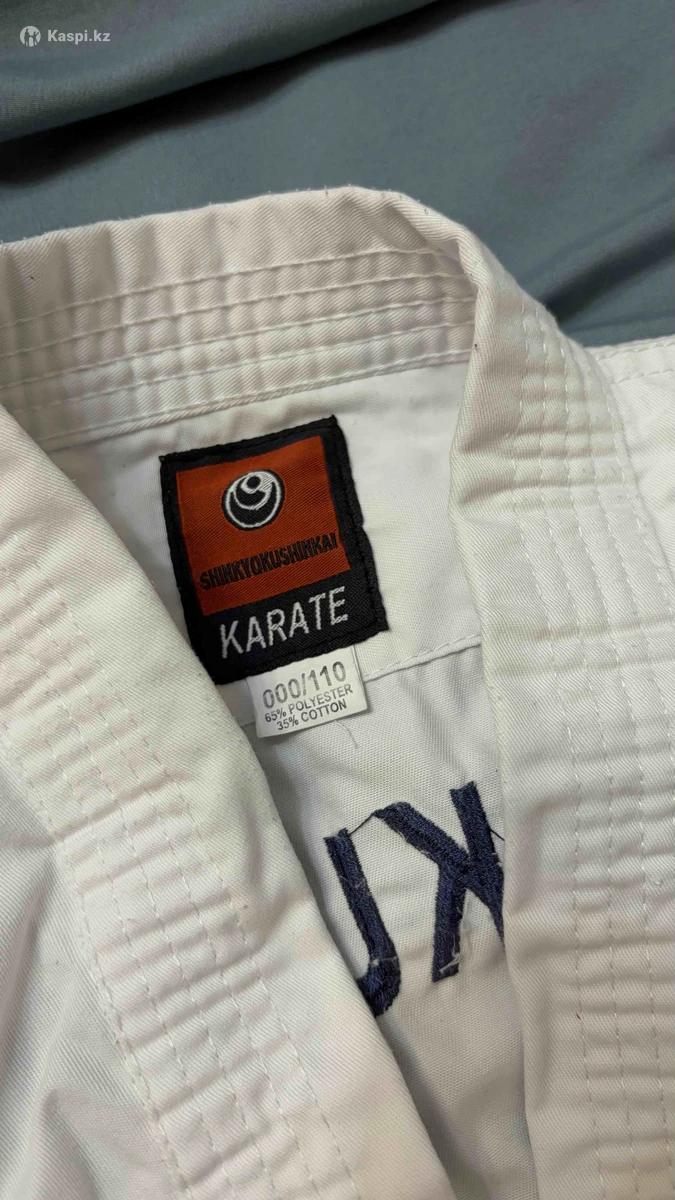 Kaspi.kz
SHINKYOKUSHINKAI
KARATE
000/110
65% POLYESTER
35% COTTON